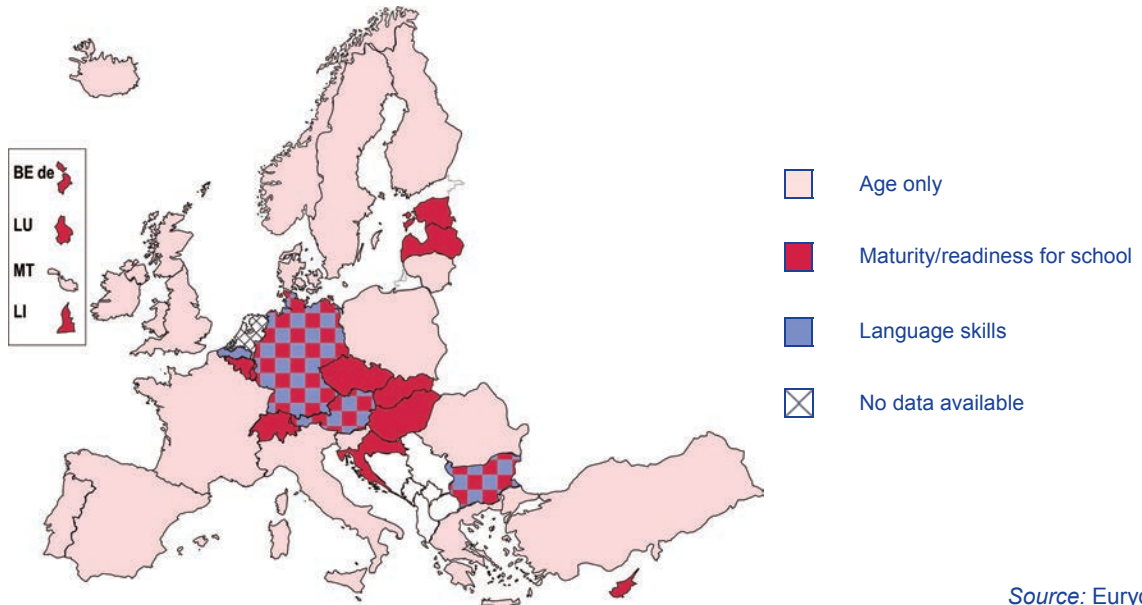 BE de
LU
MT
LI
Age only
Maturity/readiness for school
Language skills
No data available
Source: